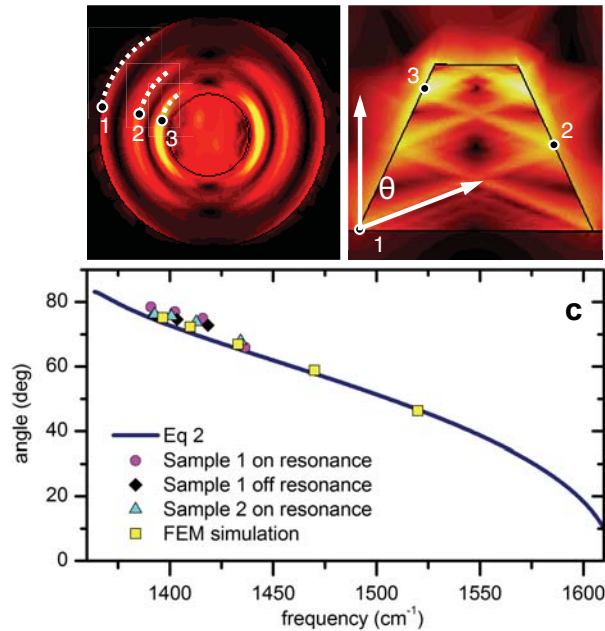 1
2
3
3
2
θ
1
c
80
60
40
20
0
angle (deg)
Eq 2
Sample 1 on resonance
Sample 1 off resonance
Sample 2 on resonance
FEM simulation
1400 1450 1500 1550 1600
frequency (cm⁻¹)